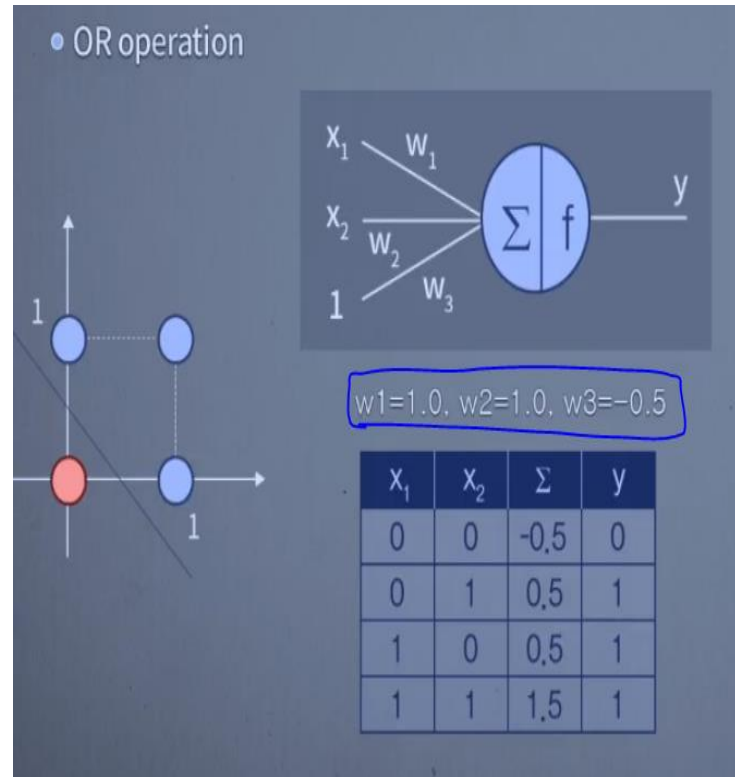 • OR operation
x₁ w₁
x₂ w₂
1 w₃
Σ f y
1
1
w1=1.0, w2=1.0, w3=-0.5
x₁ x₂ Σ y
0 0 -0.5 0
0 1 0.5 1
1 0 0.5 1
1 1 1.5 1